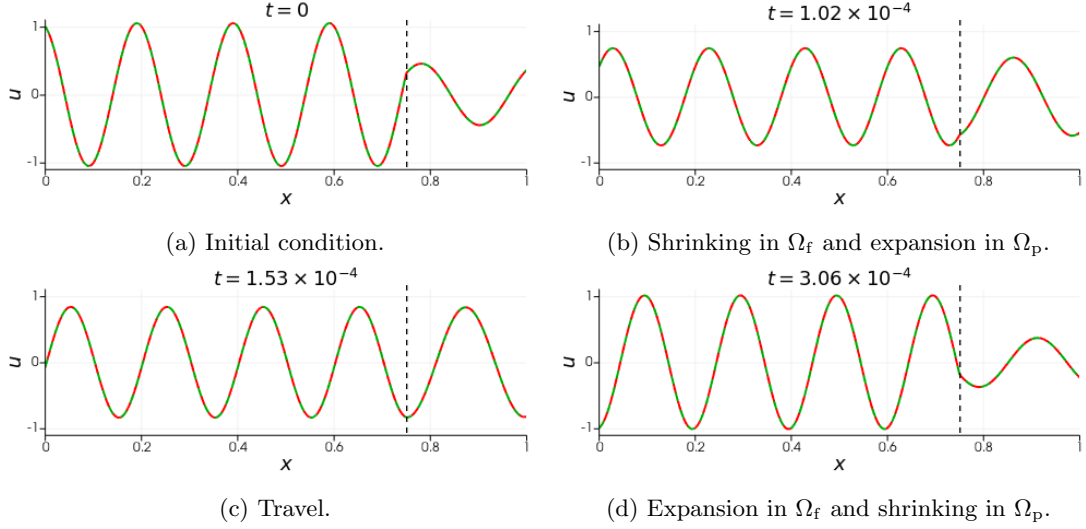 t = 0
1
0
-1
u
0 0.2 0.4 0.6 0.8 1
x
(a) Initial condition.
t = 1.02 × 10⁻⁴
1
0
-1
u
0 0.2 0.4 0.6 0.8 1
x
(b) Shrinking in Ω_f and expansion in Ω_p.
t = 1.53 × 10⁻⁴
1
0
-1
u
0 0.2 0.4 0.6 0.8 1
x
(c) Travel.
t = 3.06 × 10⁻⁴
1
0
-1
u
0 0.2 0.4 0.6 0.8 1
x
(d) Expansion in Ω_f and shrinking in Ω_p.